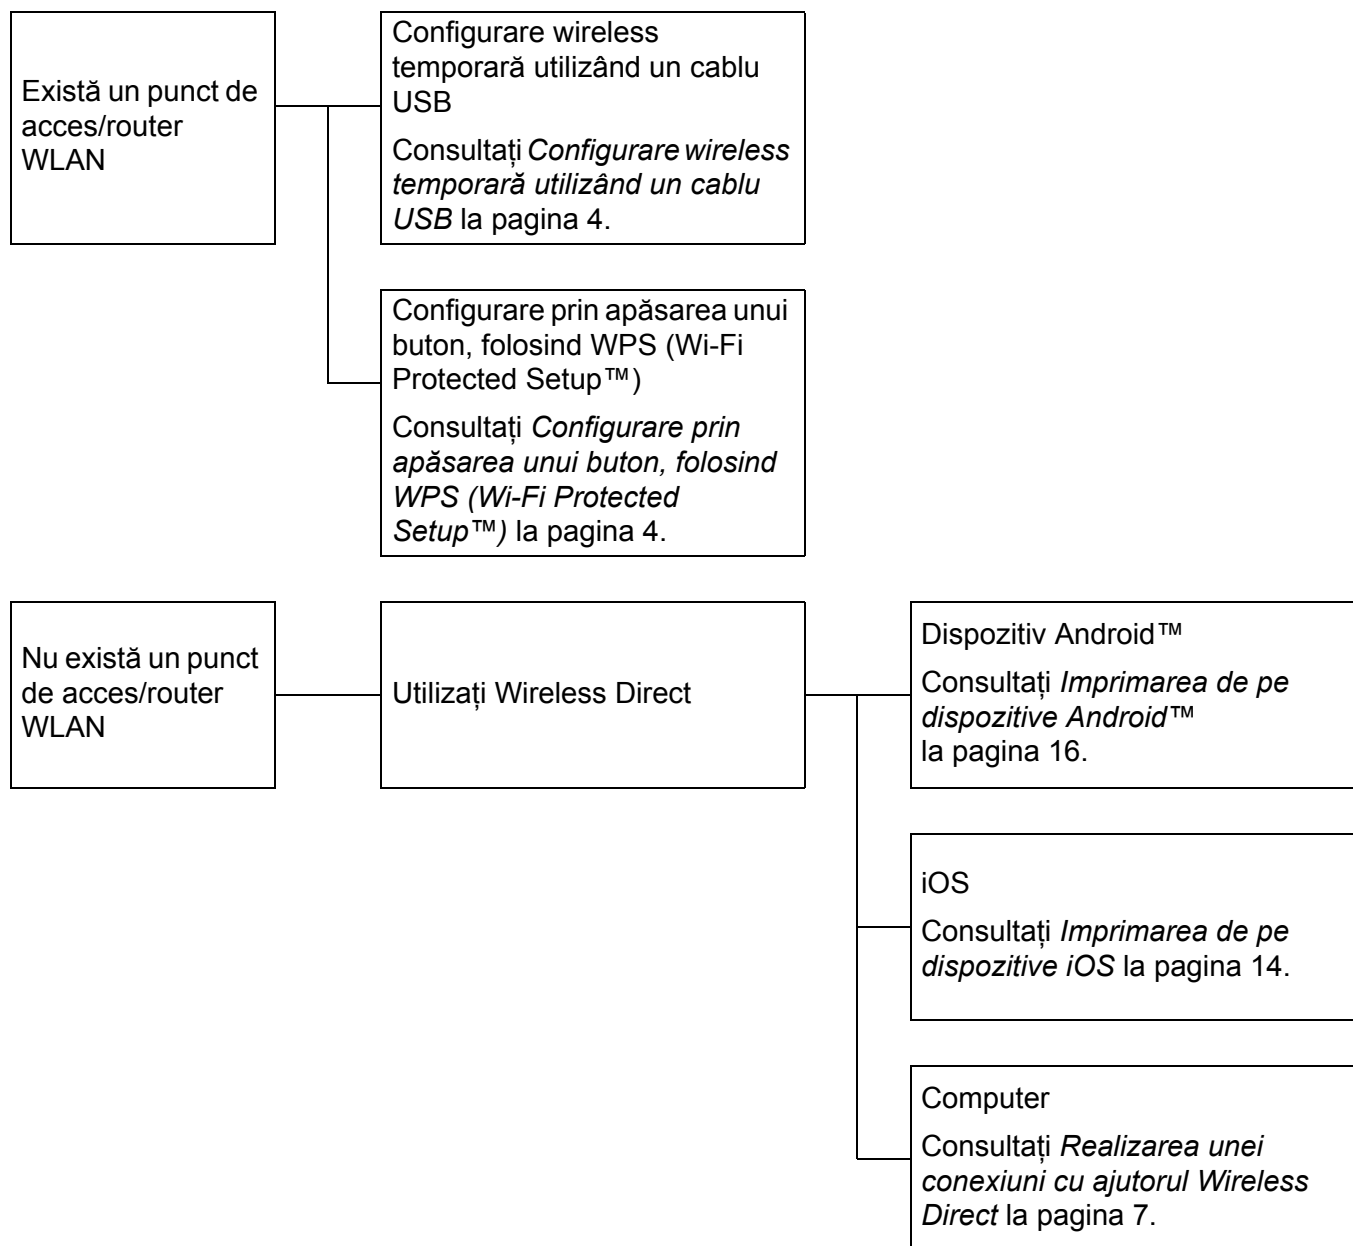 Există un punct de
acces/router
WLAN
Configurare wireless
temporară utilizând un cablu
USB
Consultați Configurare wireless
temporară utilizând un cablu
USB la pagina 4.
Configurare prin apăsarea unui
buton, folosind WPS (Wi-Fi
Protected Setup™)
Consultați Configurare prin
apăsarea unui buton, folosind
WPS (Wi-Fi Protected
Setup™) la pagina 4.
Nu există un punct
de acces/router
WLAN
Utilizați Wireless Direct
Dispozitiv Android™
Consultați Imprimarea de pe
dispozitive Android™
la pagina 16.
iOS
Consultați Imprimarea de pe
dispozitive iOS la pagina 14.
Computer
Consultați Realizarea unei
conexiuni cu ajutorul Wireless
Direct la pagina 7.